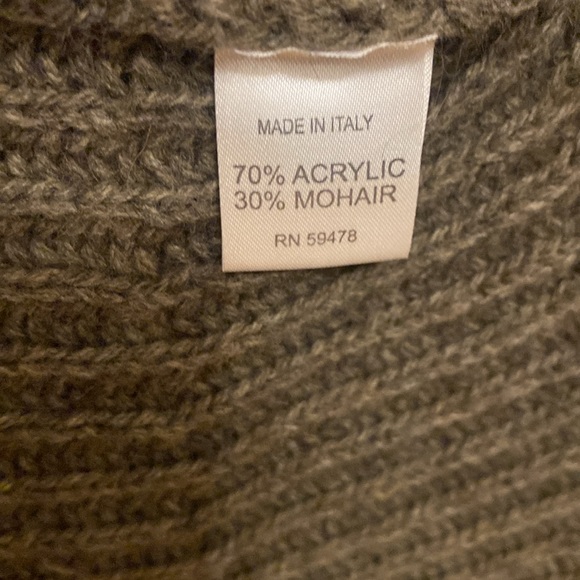 MADE IN ITALY
70% ACRYLIC
30% MOHAIR
RN 59478